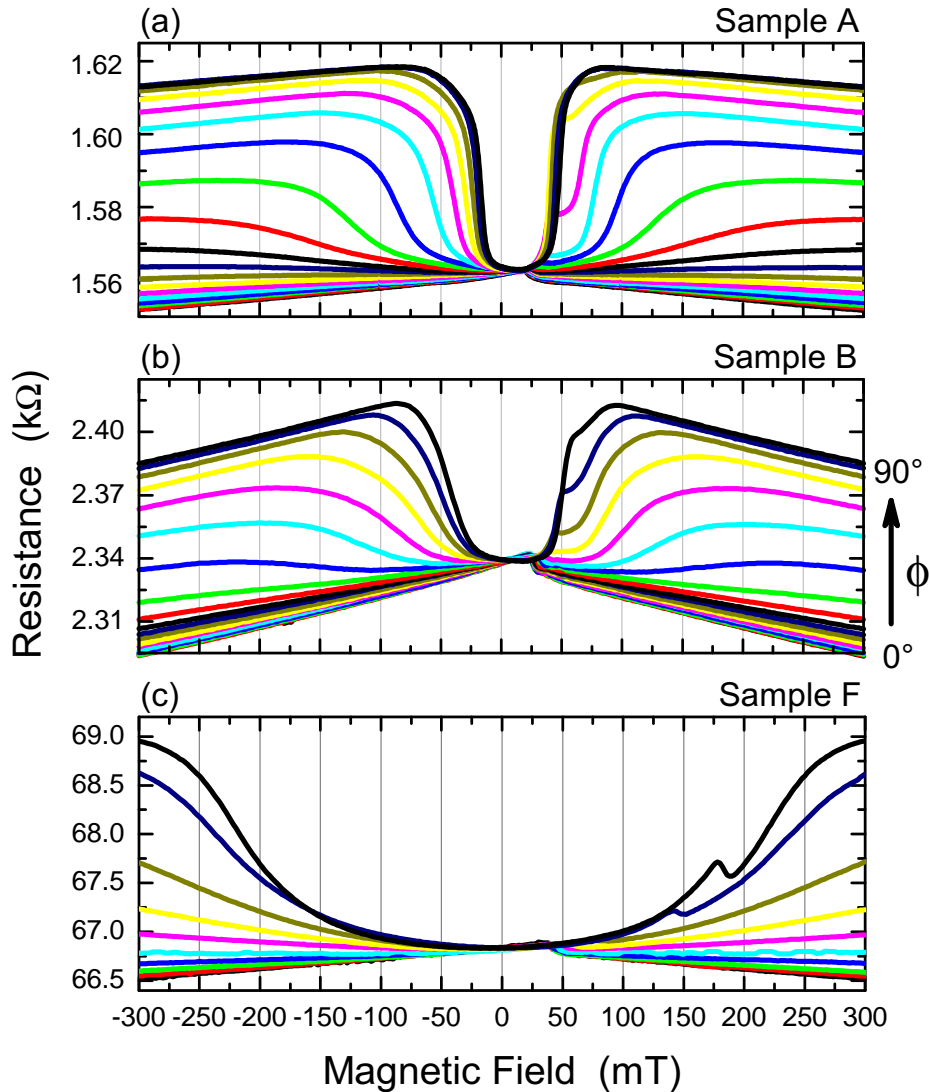 (a) Sample A
1.62
1.60
1.58
1.56
(b) Sample B
2.40
2.37
2.34
2.31
90°
ϕ
0°
Resistance (kΩ)
(c) Sample F
69.0
68.5
68.0
67.5
67.0
66.5
-300 -250 -200 -150 -100 -50 0 50 100 150 200 250 300
Magnetic Field (mT)